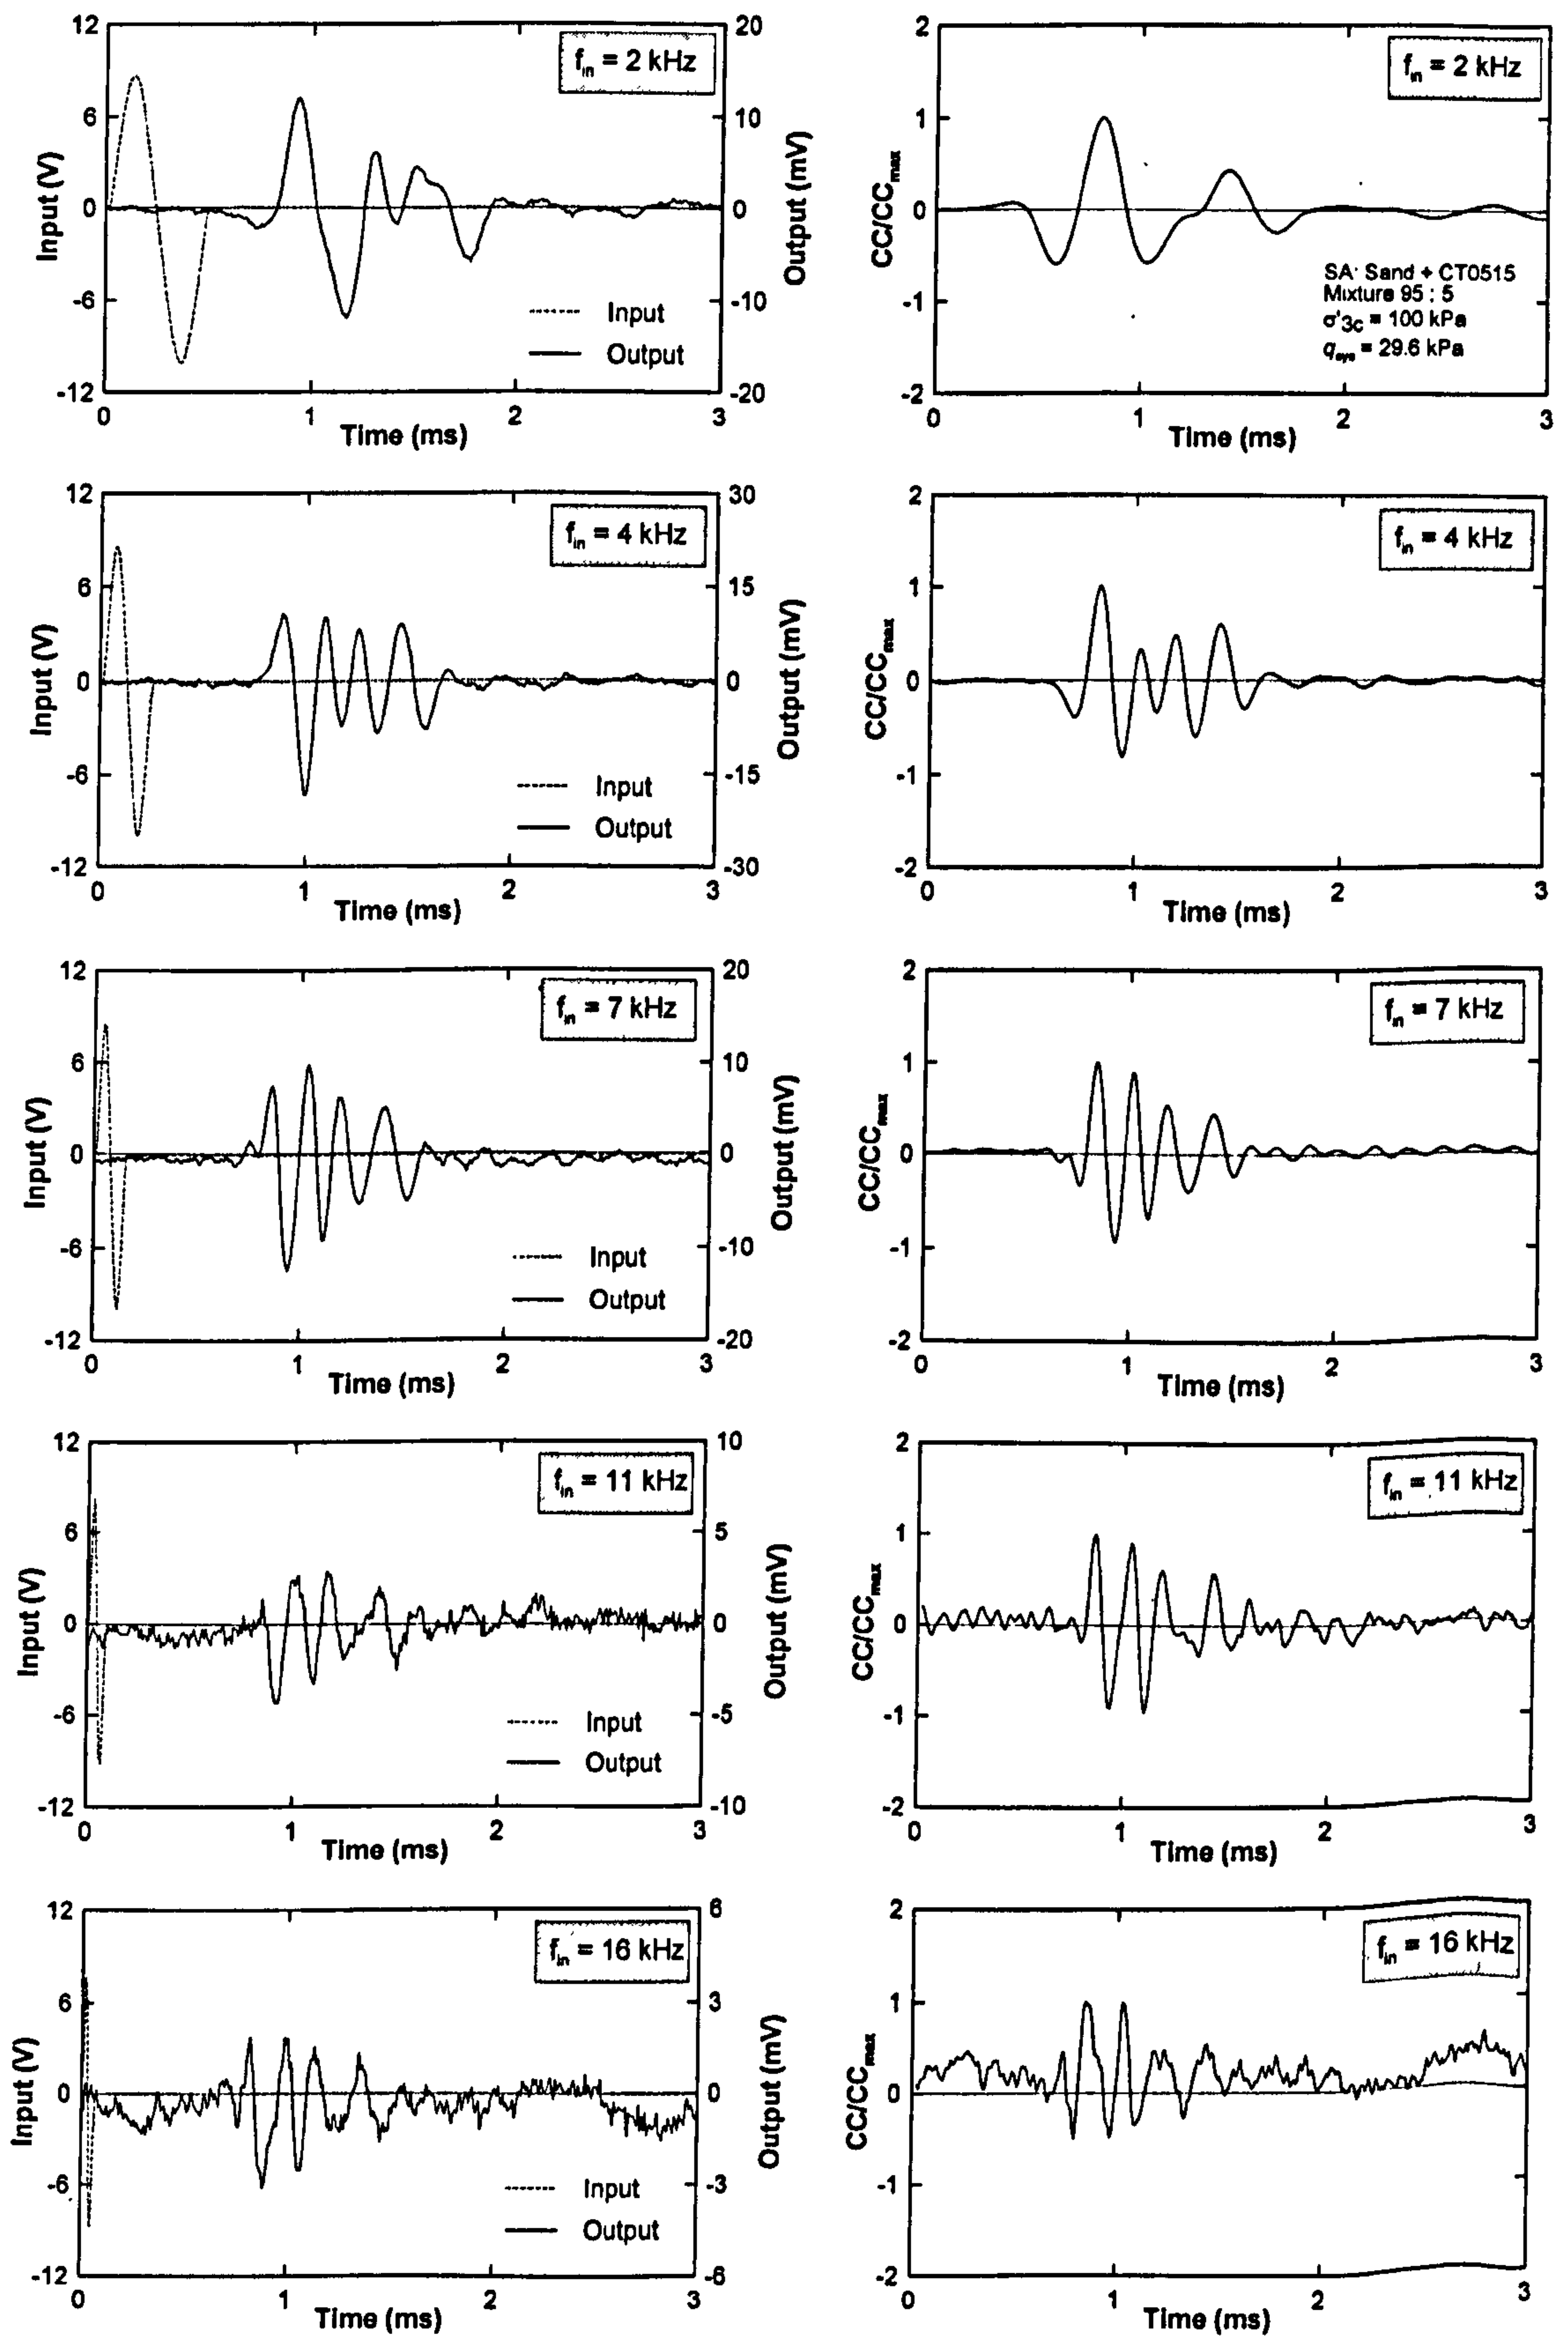 12
6
0
-6
-12
Input (V)
20
10
0
-10
-20
Output (mV)
f_in = 2 kHz
Input
Output
0 1 2 3
Time (ms)
2
1
0
-1
-2
CC/CC_max
f_in = 2 kHz
SA: Sand + CT0515
Mixture 95 : 5
σ'3c = 100 kPa
q_sys = 29.6 kPa
0 1 2 3
Time (ms)
12
6
0
-6
-12
Input (V)
30
15
0
-15
-30
Output (mV)
f_in = 4 kHz
Input
Output
0 1 2 3
Time (ms)
2
1
0
-1
-2
CC/CC_max
f_in = 4 kHz
0 1 2 3
Time (ms)
12
6
0
-6
-12
Input (V)
20
10
0
-10
-20
Output (mV)
f_in = 7 kHz
Input
Output
0 1 2 3
Time (ms)
2
1
0
-1
-2
CC/CC_max
f_in = 7 kHz
0 1 2 3
Time (ms)
12
6
0
-6
-12
Input (V)
10
5
0
-5
-10
Output (mV)
f_in = 11 kHz
Input
Output
0 1 2 3
Time (ms)
2
1
0
-1
-2
CC/CC_max
f_in = 11 kHz
0 1 2 3
Time (ms)
12
6
0
-6
-12
Input (V)
6
3
0
-3
-6
Output (mV)
f_in = 16 kHz
Input
Output
0 1 2 3
Time (ms)
2
1
0
-1
-2
CC/CC_max
f_in = 16 kHz
0 1 2 3
Time (ms)